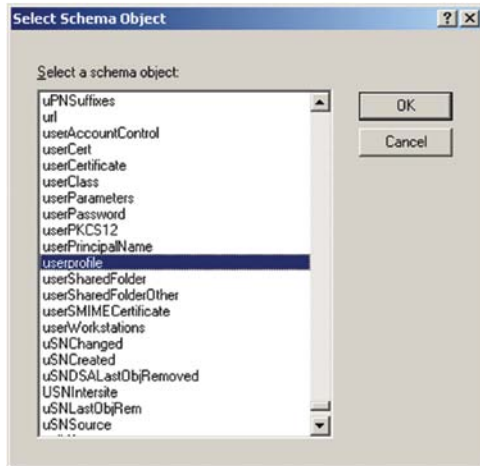 Select Schema Object
Select a schema object:
uPNSuffixes
url
userAccountControl
userCert
userCertificate
userClass
userParameters
userPassword
userPKCS12
userPrincipalName
userprofile
userSharedFolder
userSharedFolderOther
userSMIMECertificate
userWorkstations
uSNChanged
uSNCreated
uSNDSALastObjRemoved
USNIntersite
uSNLastObjRem
uSNSource
OK
Cancel